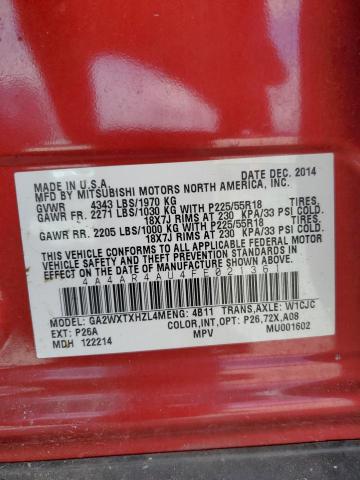 MADE IN U.S.A. DATE DEC. 2014
MFG BY MITSUBISHI MOTORS NORTH AMERICA, INC.
GVWR 4343 LBS/1970 KG
GAWR FR. 2271 LBS/1030 KG WITH P225/55R18 TIRES,
18X7J RIMS AT 230 KPA/33 PSI COLD.
GAWR RR. 2205 LBS/1000 KG WITH P225/55R18 TIRES,
18X7J RIMS AT 230 KPA/33 PSI COLD.
THIS VEHICLE CONFORMS TO ALL APPLICABLE FEDERAL MOTOR
VEHICLE SAFETY AND THEFT PREVENTION STANDARDS IN EFFECT
ON THE DATE OF MANUFACTURE SHOWN ABOVE.
4A4AR4AU4FE021361
MODEL: GA2WXTXHZL4MENG: 4B11 TRANS,AXLE: W1CJC
EXT: P26A COLOR,INT,OPT: P26,72X,A08
MDH 122214 MPV MU001602